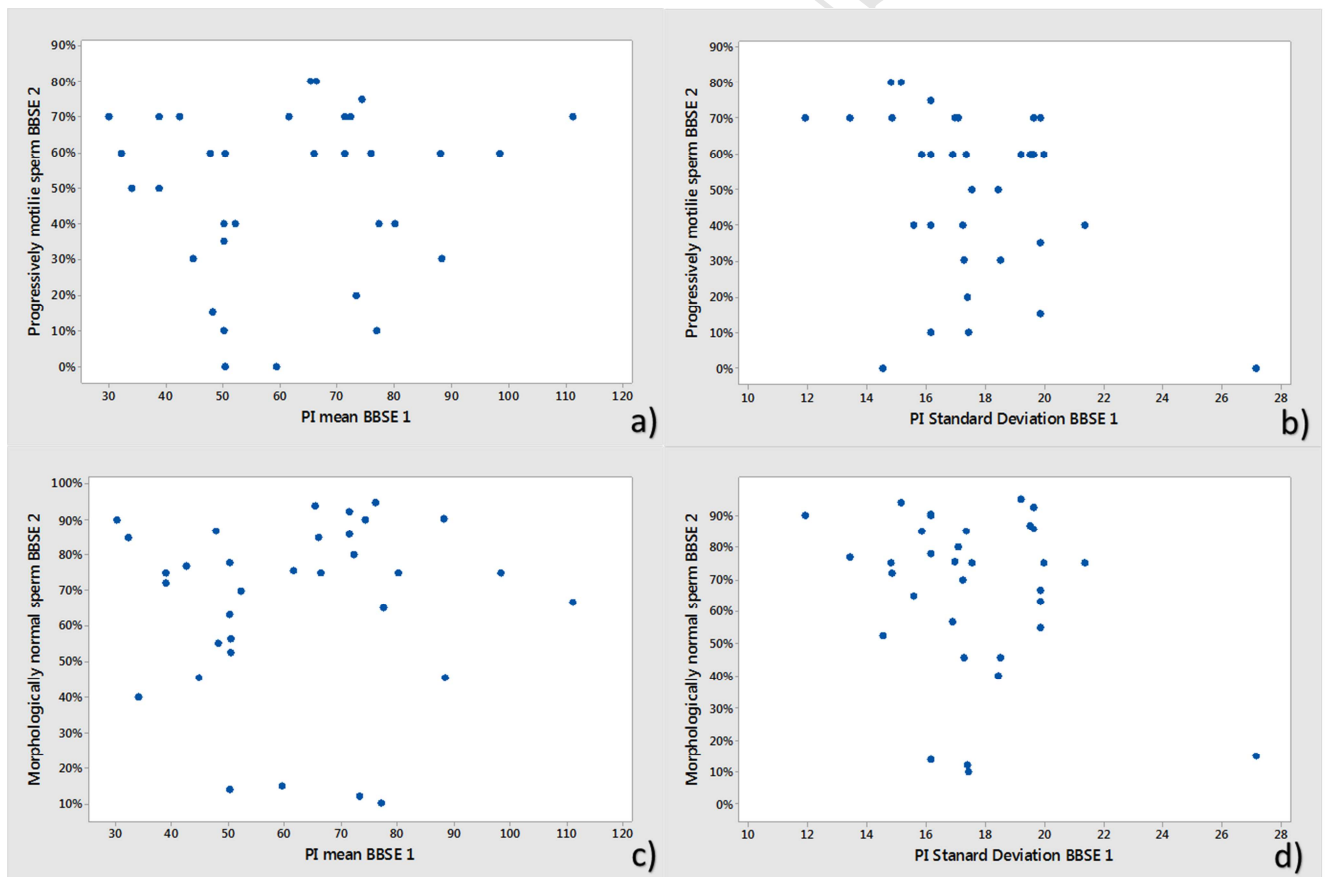 Progressively motilie sperm BBSE 2
90%
80%
70%
60%
50%
40%
30%
20%
10%
0%
30 40 50 60 70 80 90 100 110 120
PI mean BBSE 1
a)
Progressively motilie sperm BBSE 2
90%
80%
70%
60%
50%
40%
30%
20%
10%
0%
10 12 14 16 18 20 22 24 26 28
PI Standard Deviation BBSE 1
b)
Morphologically normal sperm BBSE 2
100%
90%
80%
70%
60%
50%
40%
30%
20%
10%
30 40 50 60 70 80 90 100 110 120
PI mean BBSE 1
c)
Morphologically normal sperm BBSE 2
90%
80%
70%
60%
50%
40%
30%
20%
10%
0%
10 12 14 16 18 20 22 24 26 28
PI Stanard Deviation BBSE 1
d)